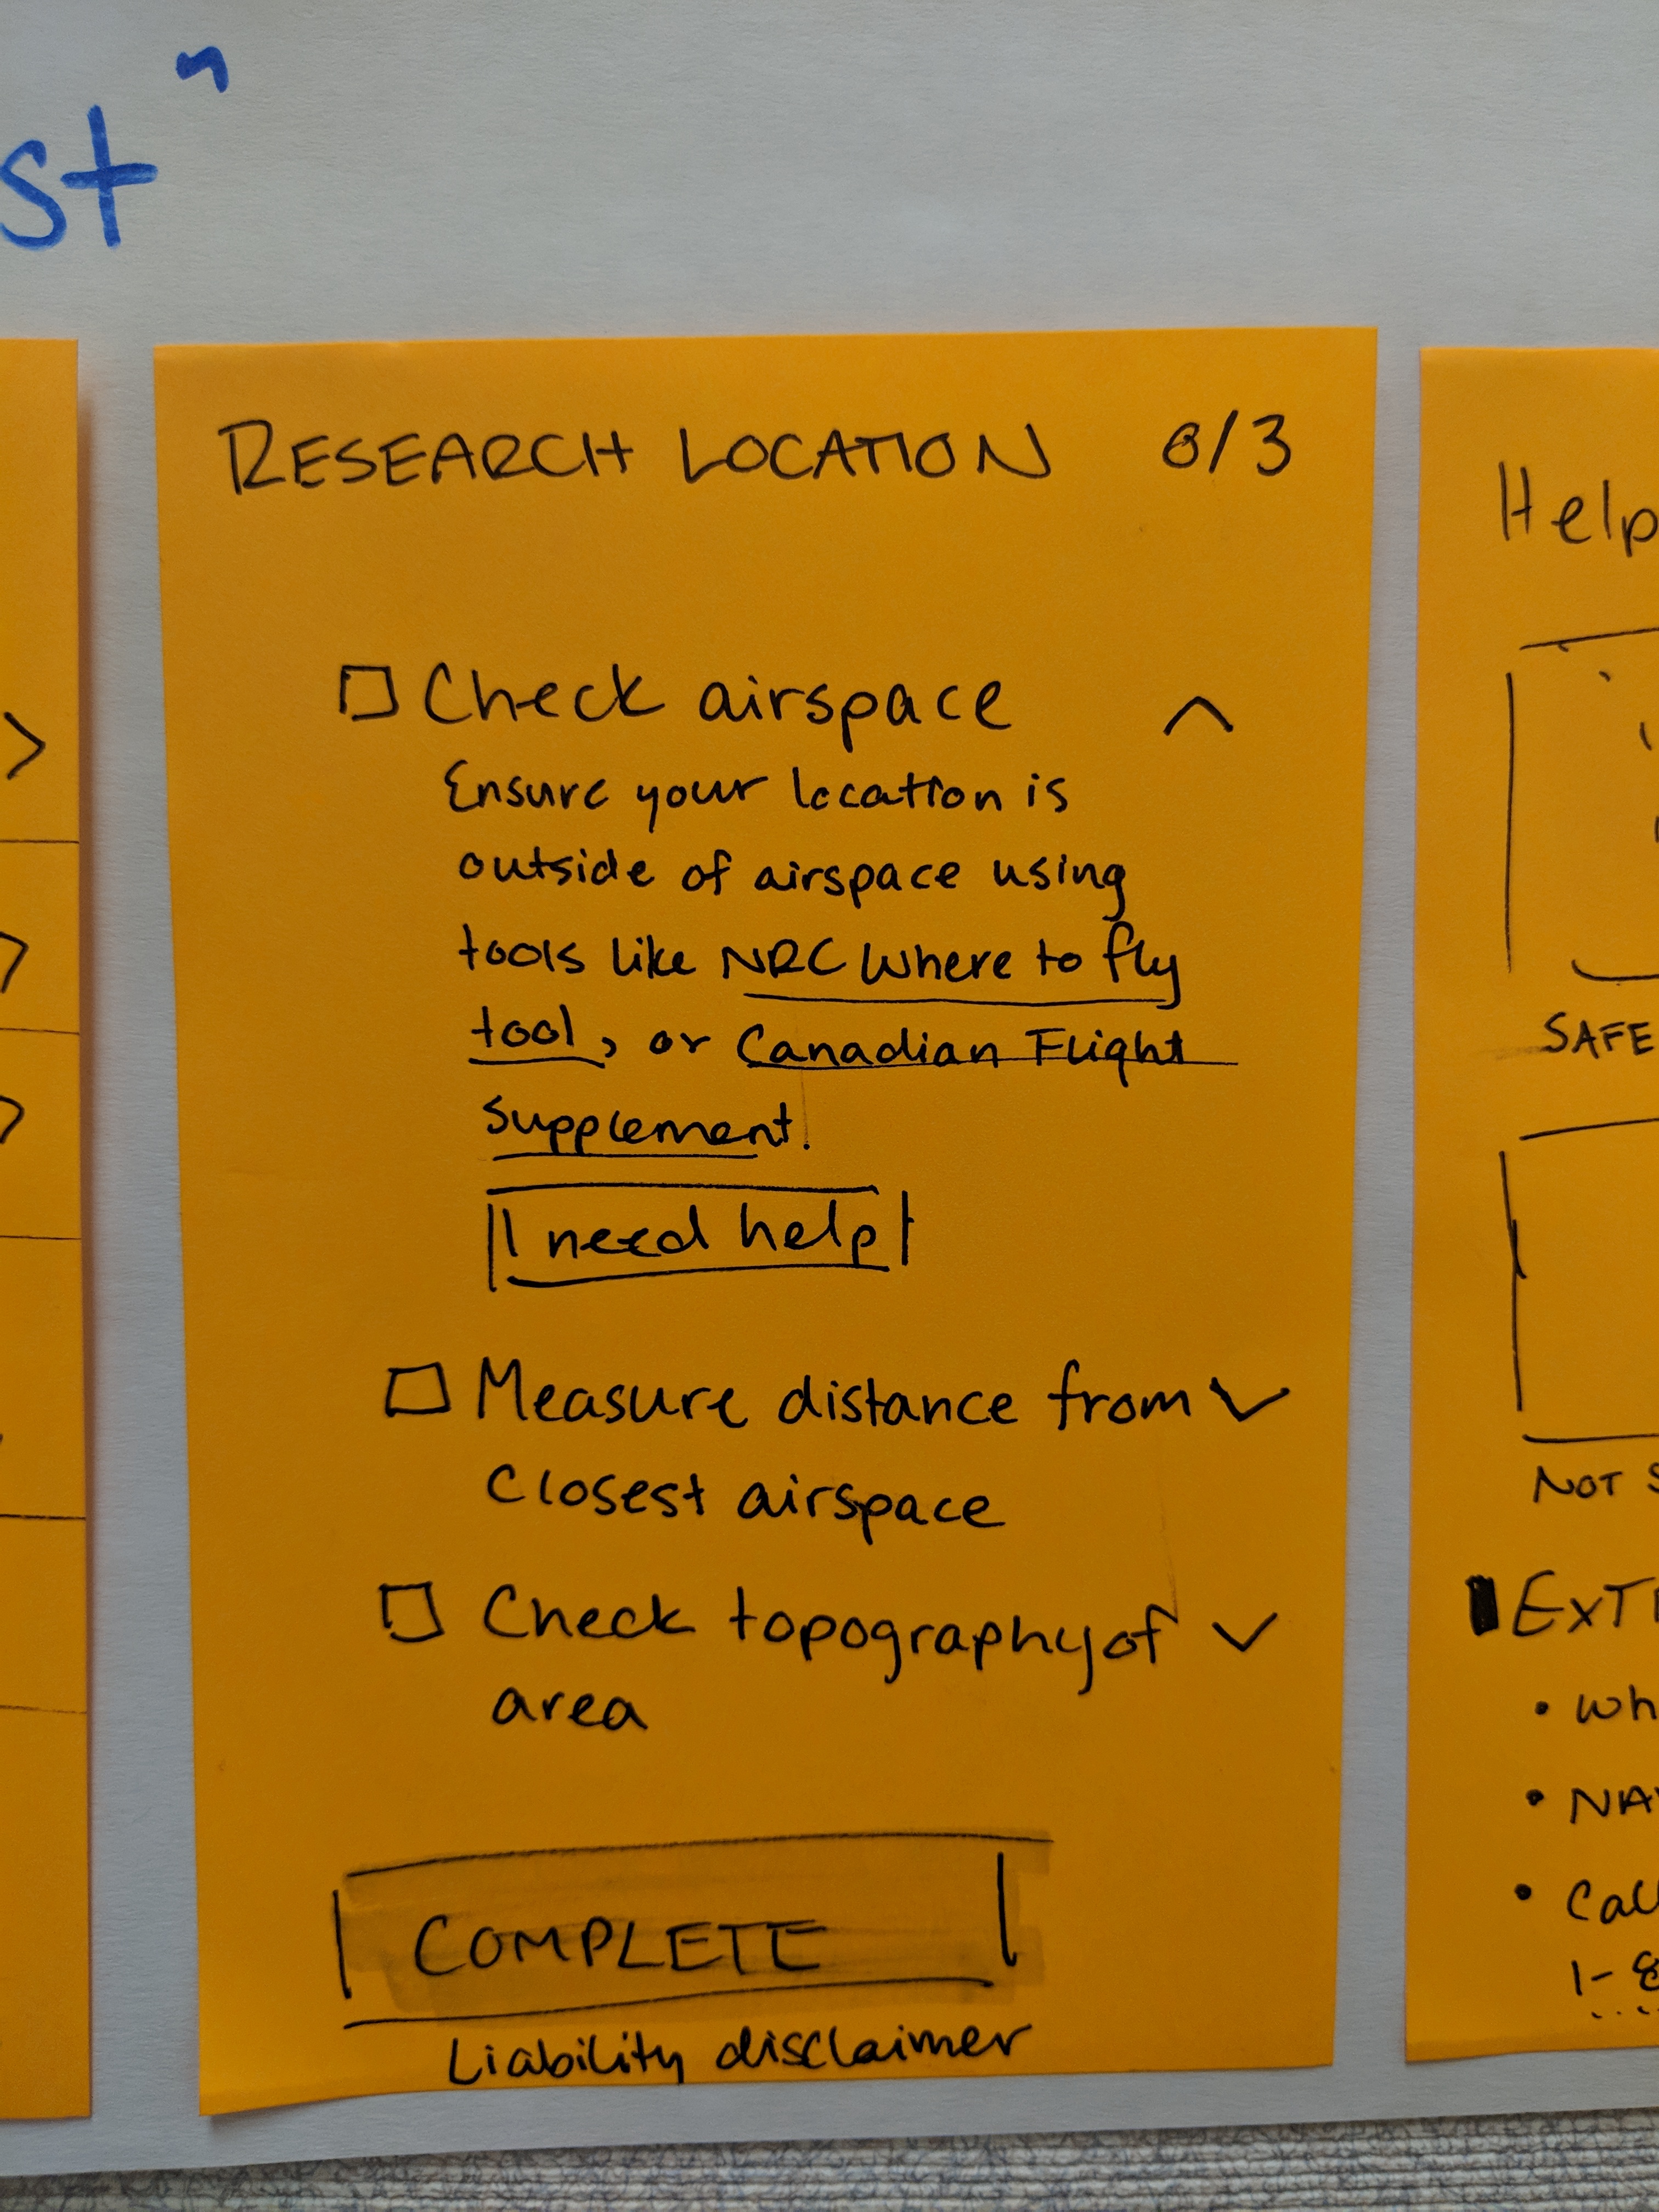 st"
RESEARCH LOCATION 0/3
Check airspace
Ensure your location is
outside of airspace using
tools like NRC Where to fly
tool, or Canadian Flight
Supplement.
I need help
Measure distance from
closest airspace
Check topography of
area
COMPLETE
Liability disclaimer
Help
SAFE
NOT S
EXT
• Wh
• NAV
• Call
1-8